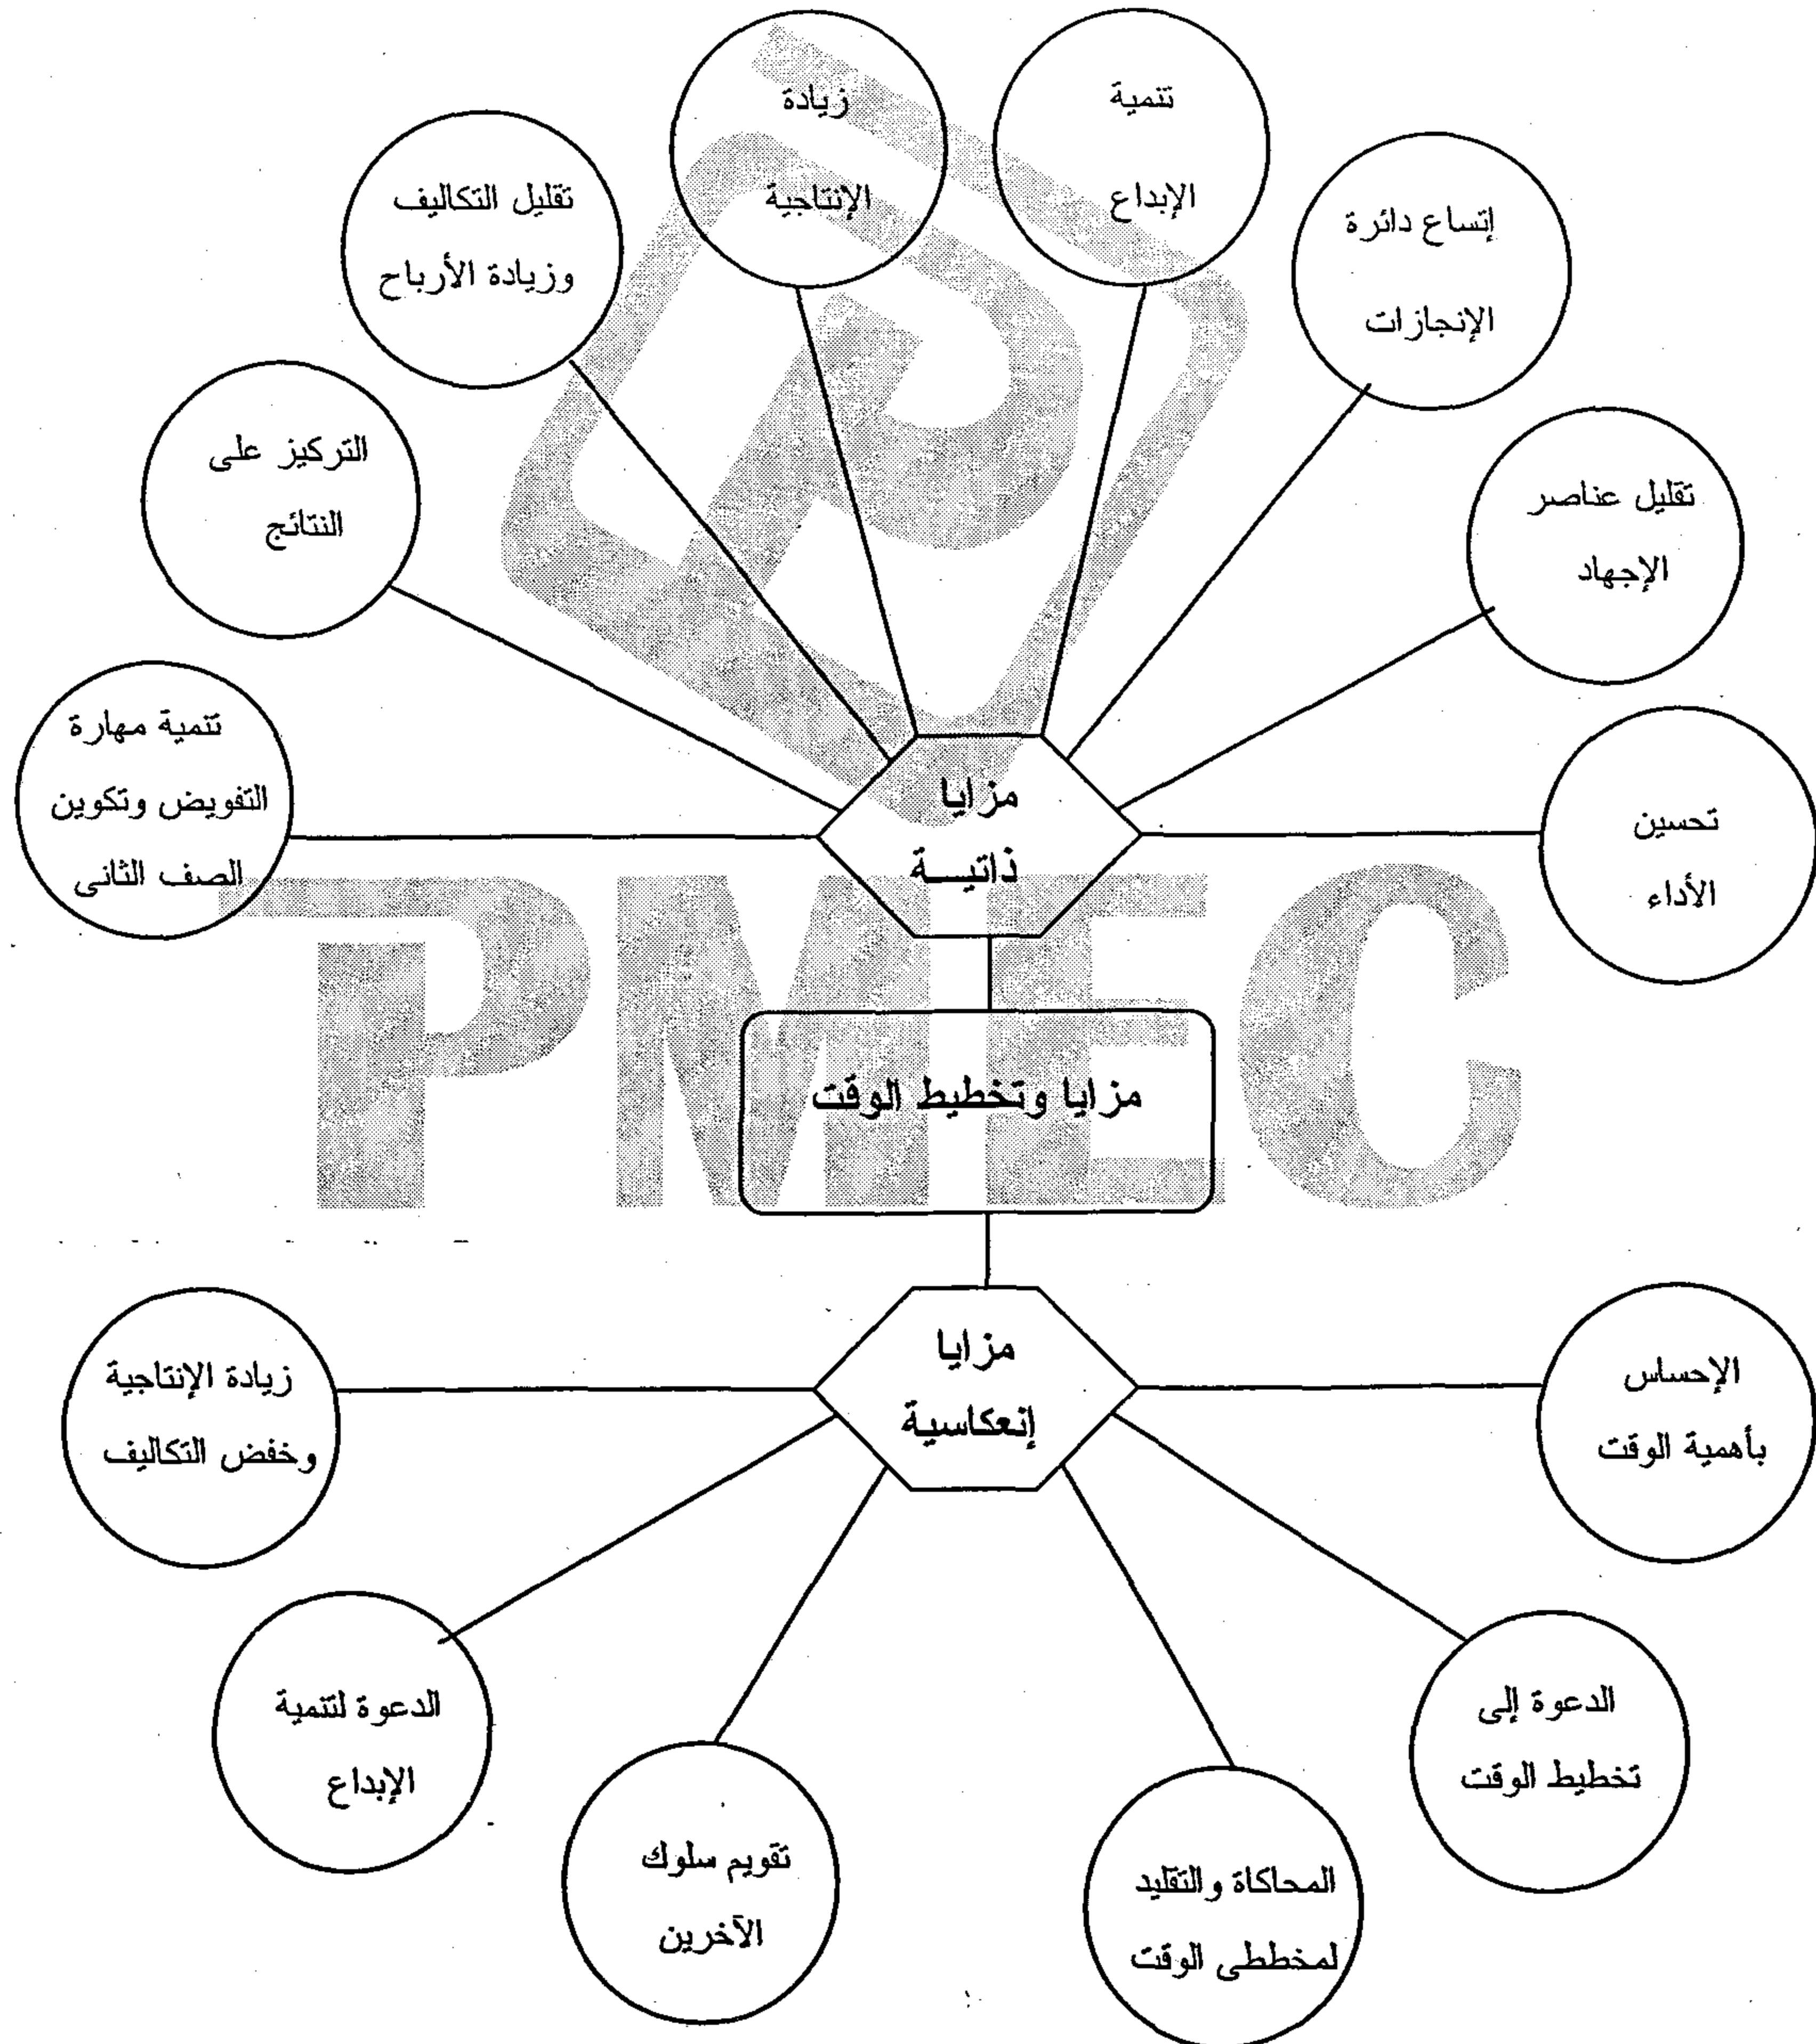 زيادة
الإنتاجية
تنمية
الإبداع
تقليل التكاليف
وزيادة الأرباح
إتساع دائرة
الإنجازات
التركيز على
النتائج
تقليل عناصر
الإجهاد
تنمية مهارة
التفويض وتكوين
الصف الثانى
تحسين
الأداء
مزايا
ذاتيـــة
PMEC
مزايا وتخطيط الوقت
مزايا
إنعكاسية
الإحساس
بأهمية الوقت
زيادة الإنتاجية
وخفض التكاليف
الدعوة إلى
تخطيط الوقت
الدعوة لتنمية
الإبداع
المحاكاة والتقليد
لمخططى الوقت
تقويم سلوك
الآخرين